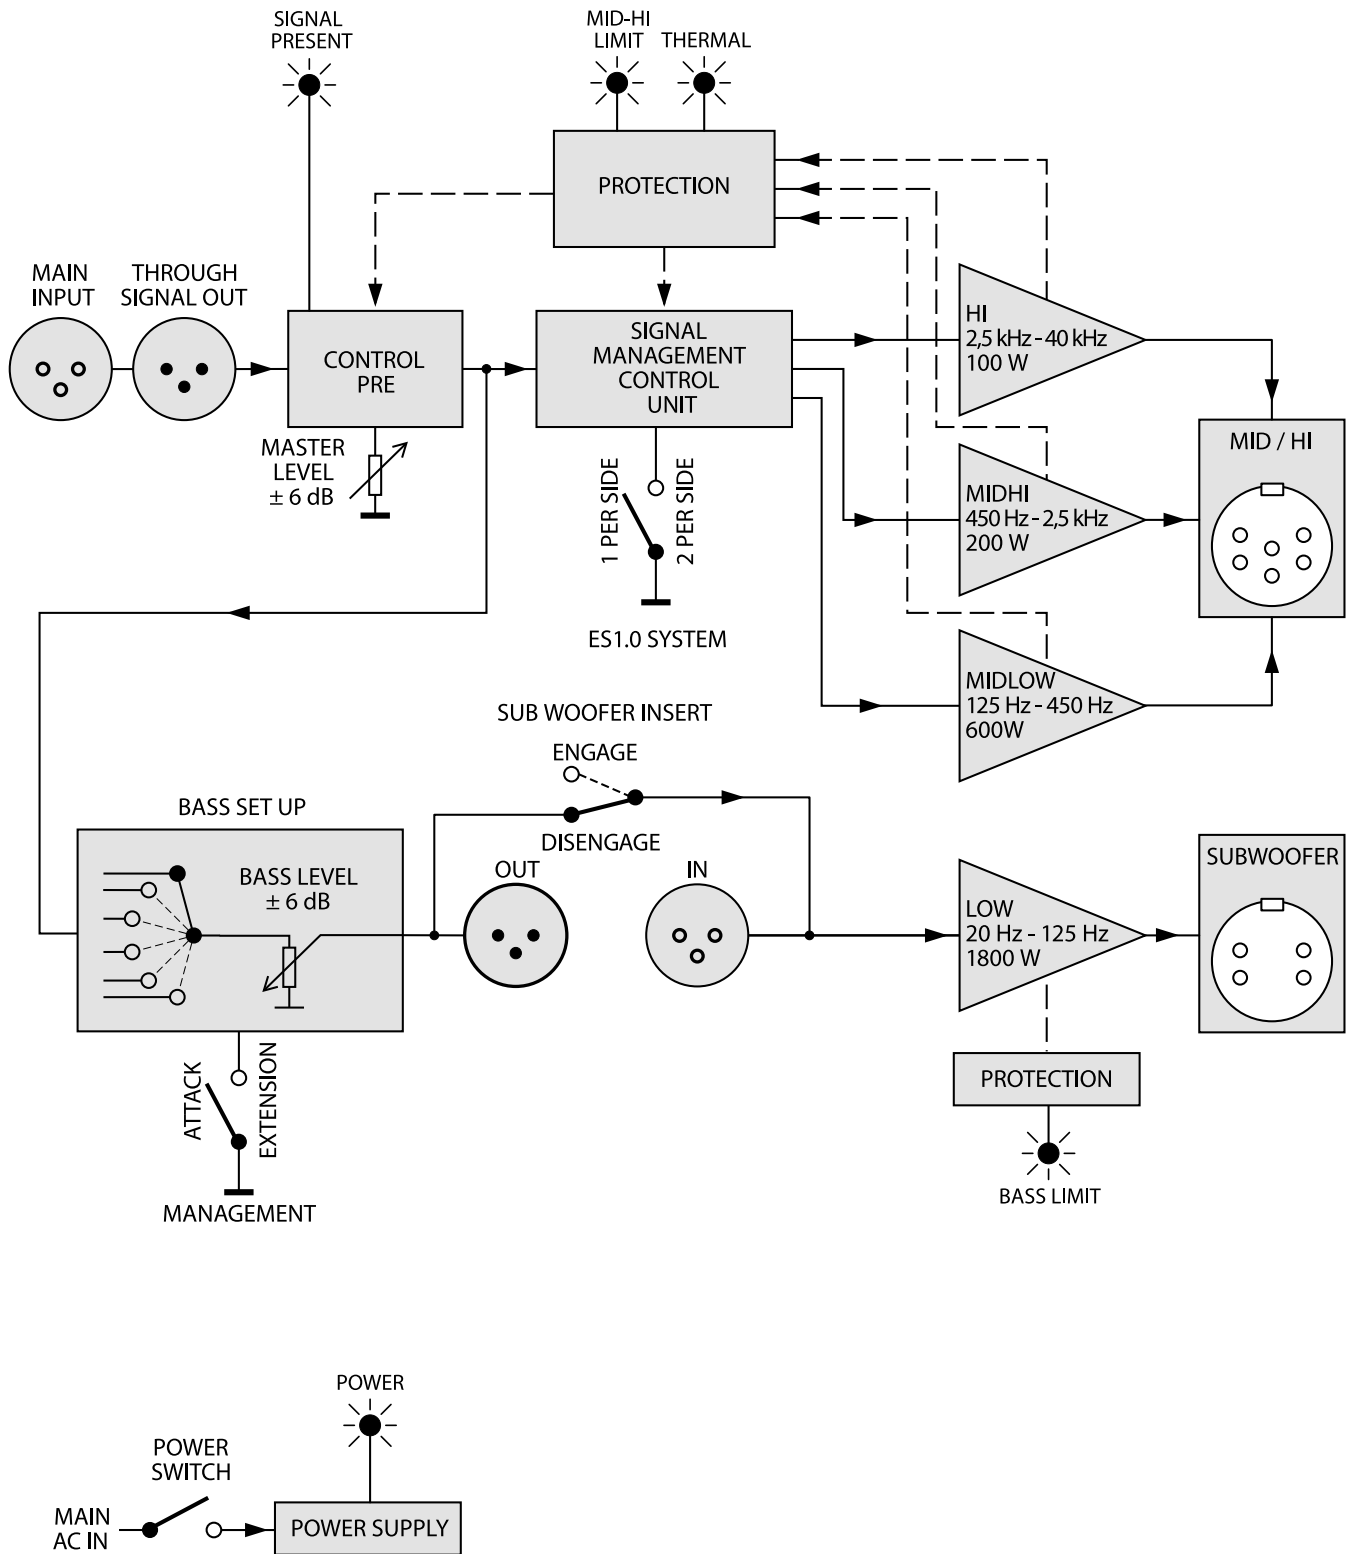 SIGNAL
PRESENT
MID-HI
LIMIT
THERMAL
PROTECTION
MAIN
INPUT
THROUGH
SIGNAL OUT
CONTROL
PRE
SIGNAL
MANAGEMENT
CONTROL
UNIT
HI
2,5 kHz - 40 kHz
100 W
MASTER
LEVEL
± 6 dB
1 PER SIDE
2 PER SIDE
ES1.0 SYSTEM
MIDHI
450 Hz - 2,5 kHz
200 W
MID / HI
MIDLOW
125 Hz - 450 Hz
600W
SUB WOOFER INSERT
ENGAGE
DISENGAGE
BASS SET UP
BASS LEVEL
± 6 dB
OUT
IN
LOW
20 Hz - 125 Hz
1800 W
SUBWOOFER
ATTACK
EXTENSION
MANAGEMENT
PROTECTION
BASS LIMIT
POWER
POWER
SWITCH
MAIN
AC IN
POWER SUPPLY